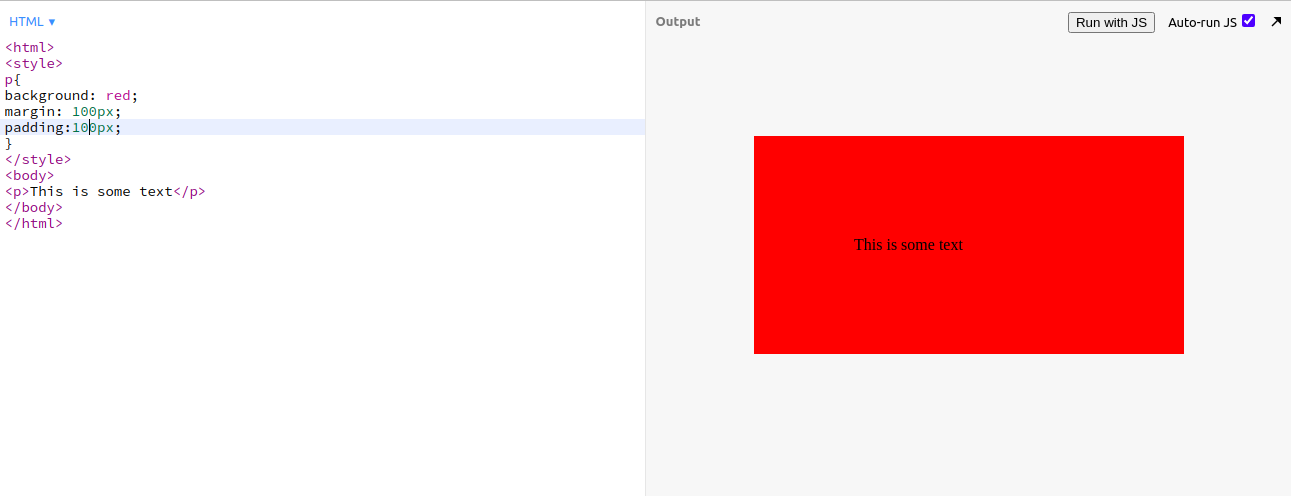 HTML ▾
Output
Run with JS
Auto-run JS
<html>
<style>
p{
background: red;
margin: 100px;
padding:100px;
}
</style>
<body>
<p>This is some text</p>
</body>
</html>
This is some text